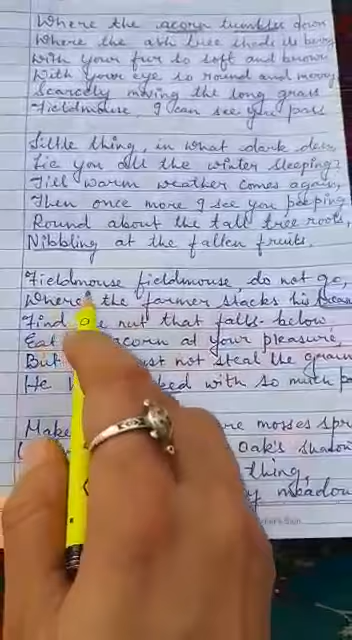 Where the acorn tumbles down
Where the ash tree sheds its berry
With your fur so soft and brown
With your eye so round and merry
Scarcely moving the long grass
Fieldmouse, I can see you pass
Little thing, in what dark den,
Lie you all the winter sleeping?
Till warm weather comes again,
Then once more I see you peeping
Round about the tall tree roots,
Nibbling at the fallen fruits.
Fieldmouse fieldmouse, do not go,
Where the farmer stacks his
Find nut that falls below,
Eat acorn at your pleasure,
But not steal the grain
He with so much
Make mosses
Oak's shadow
thing,
meadow